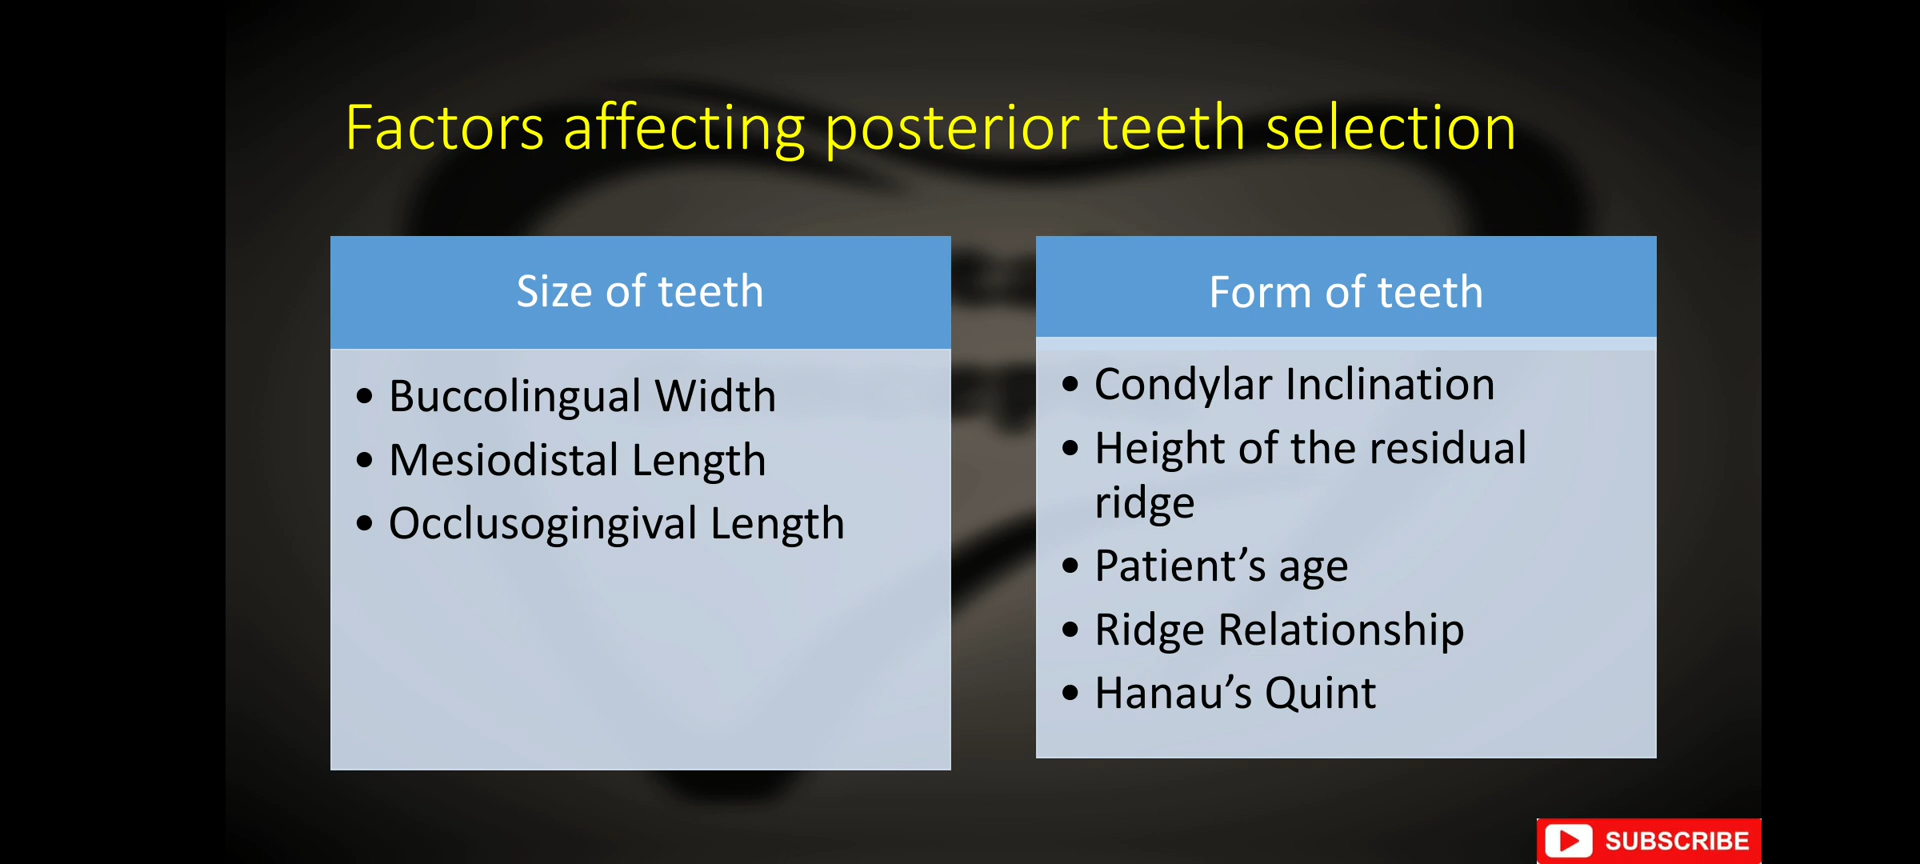 Factors affecting posterior teeth selection
Size of teeth
• Buccolingual Width
• Mesiodistal Length
• Occlusogingival Length
Form of teeth
• Condylar Inclination
• Height of the residual
ridge
• Patient’s age
• Ridge Relationship
• Hanau’s Quint
SUBSCRIBE